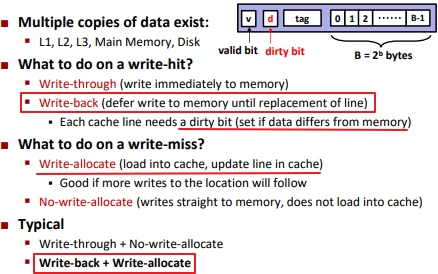 Multiple copies of data exist:
L1, L2, L3, Main Memory, Disk
v d tag 0 1 2 ······ B-1
valid bit dirty bit B = 2ᵇ bytes
What to do on a write-hit?
Write-through (write immediately to memory)
Write-back (defer write to memory until replacement of line)
Each cache line needs a dirty bit (set if data differs from memory)
What to do on a write-miss?
Write-allocate (load into cache, update line in cache)
Good if more writes to the location will follow
No-write-allocate (writes straight to memory, does not load into cache)
Typical
Write-through + No-write-allocate
Write-back + Write-allocate